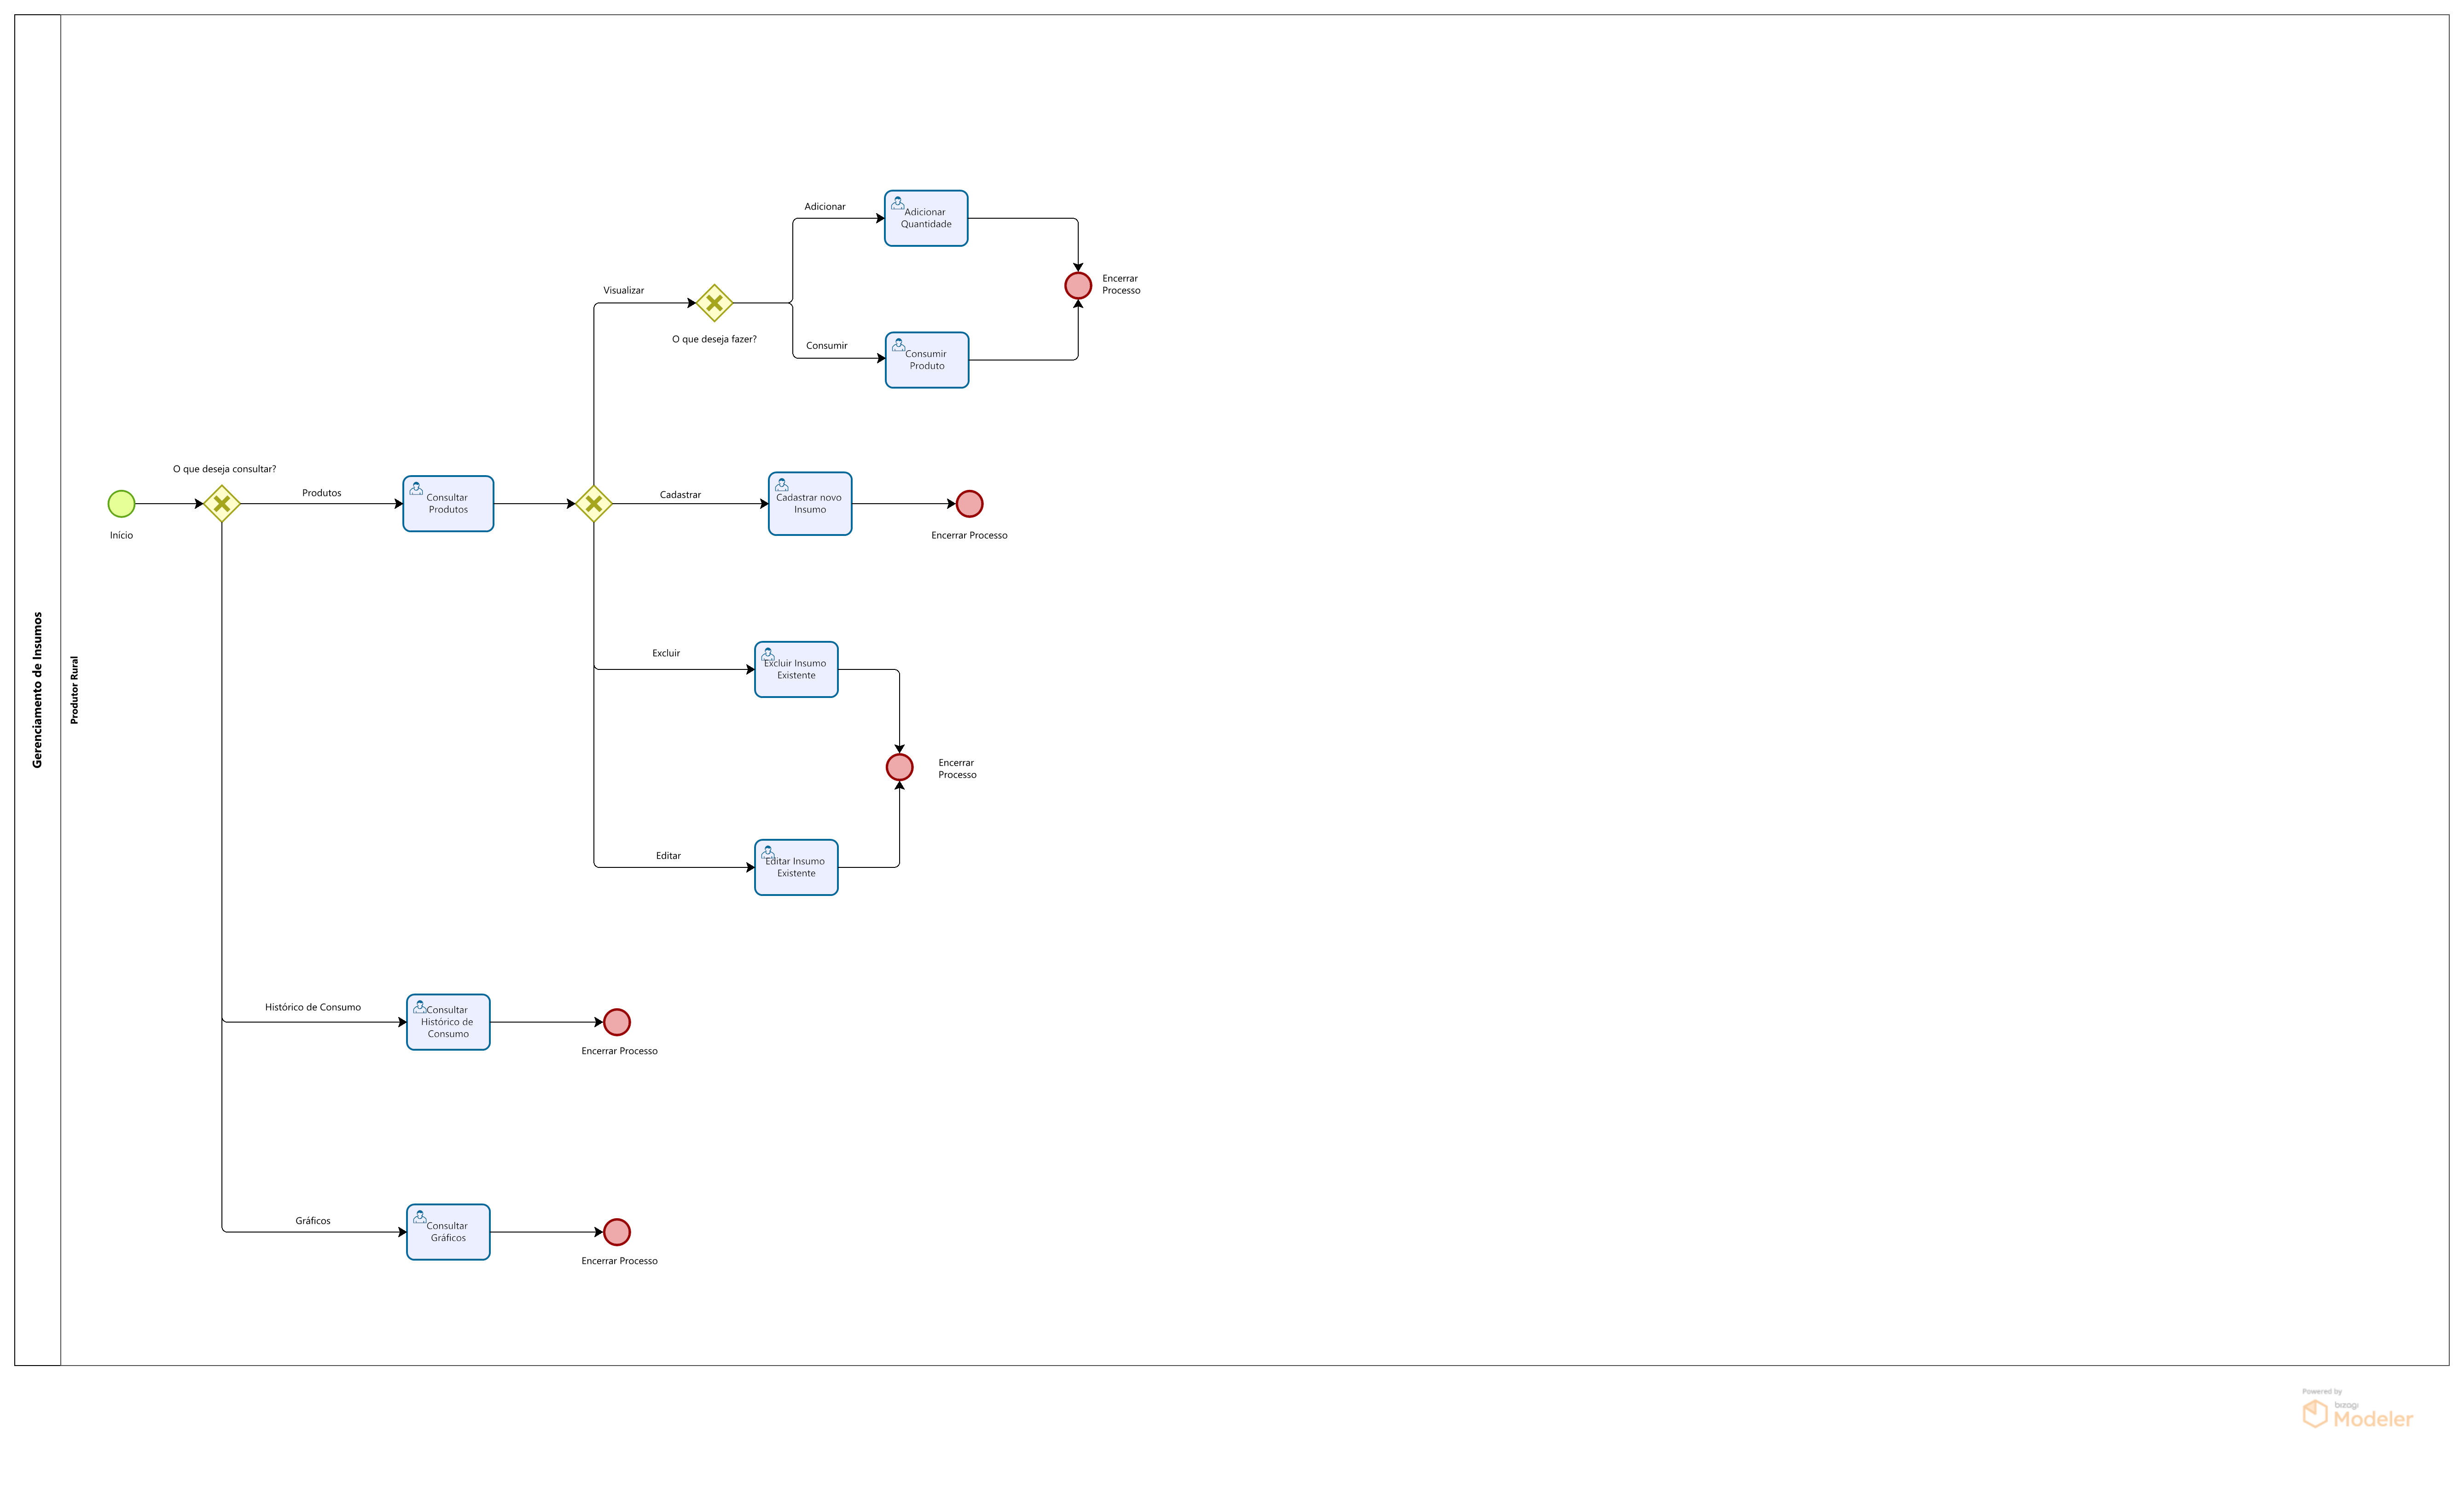 Gerenciamento de Insumos
Produtor Rural
Adicionar
Adicionar
Quantidade
Encerrar
Processo
Visualizar
O que deseja fazer?
Consumir
Consumir
Produto
O que deseja consultar?
Início
Produtos
Consultar
Produtos
Cadastrar
Cadastrar novo
Insumo
Encerrar Processo
Excluir
Excluir Insumo
Existente
Encerrar
Processo
Editar
Editar Insumo
Existente
Histórico de Consumo
Consultar
Histórico de
Consumo
Encerrar Processo
Gráficos
Consultar
Gráficos
Encerrar Processo
Powered by
bizagi
Modeler